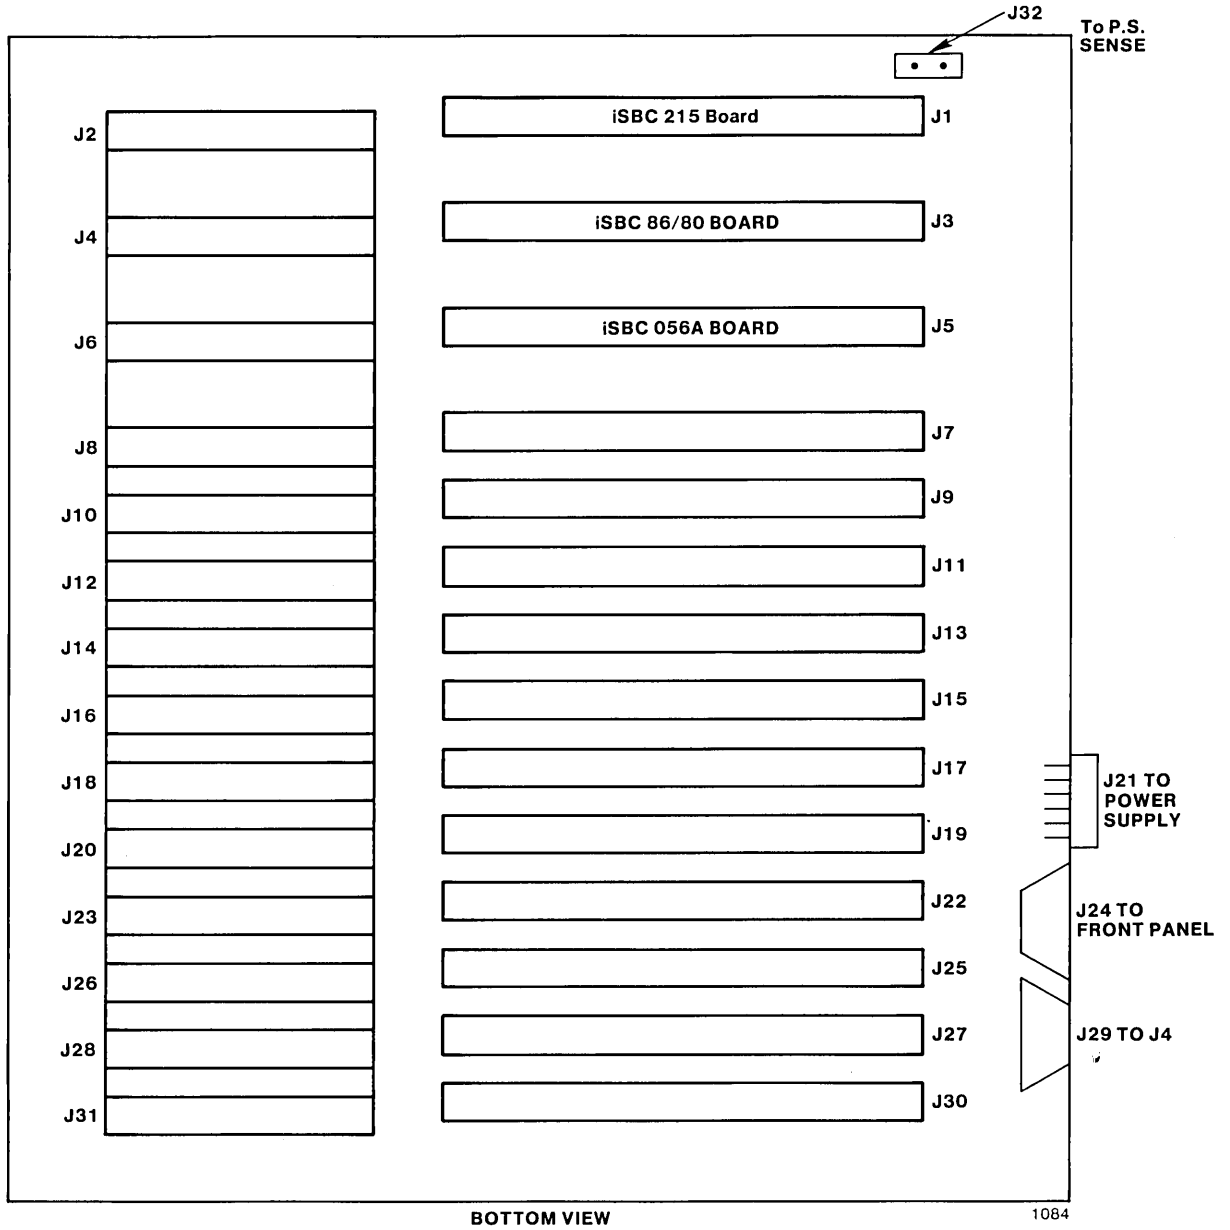 J32
To P.S.
SENSE
J2
iSBC 215 Board
J1
J4
iSBC 86/80 BOARD
J3
J6
iSBC 056A BOARD
J5
J8
J7
J10
J9
J12
J11
J14
J13
J16
J15
J18
J17
J21 TO
POWER
SUPPLY
J20
J19
J23
J22
J24 TO
FRONT PANEL
J26
J25
J28
J27
J29 TO J4
J31
J30
BOTTOM VIEW
1084